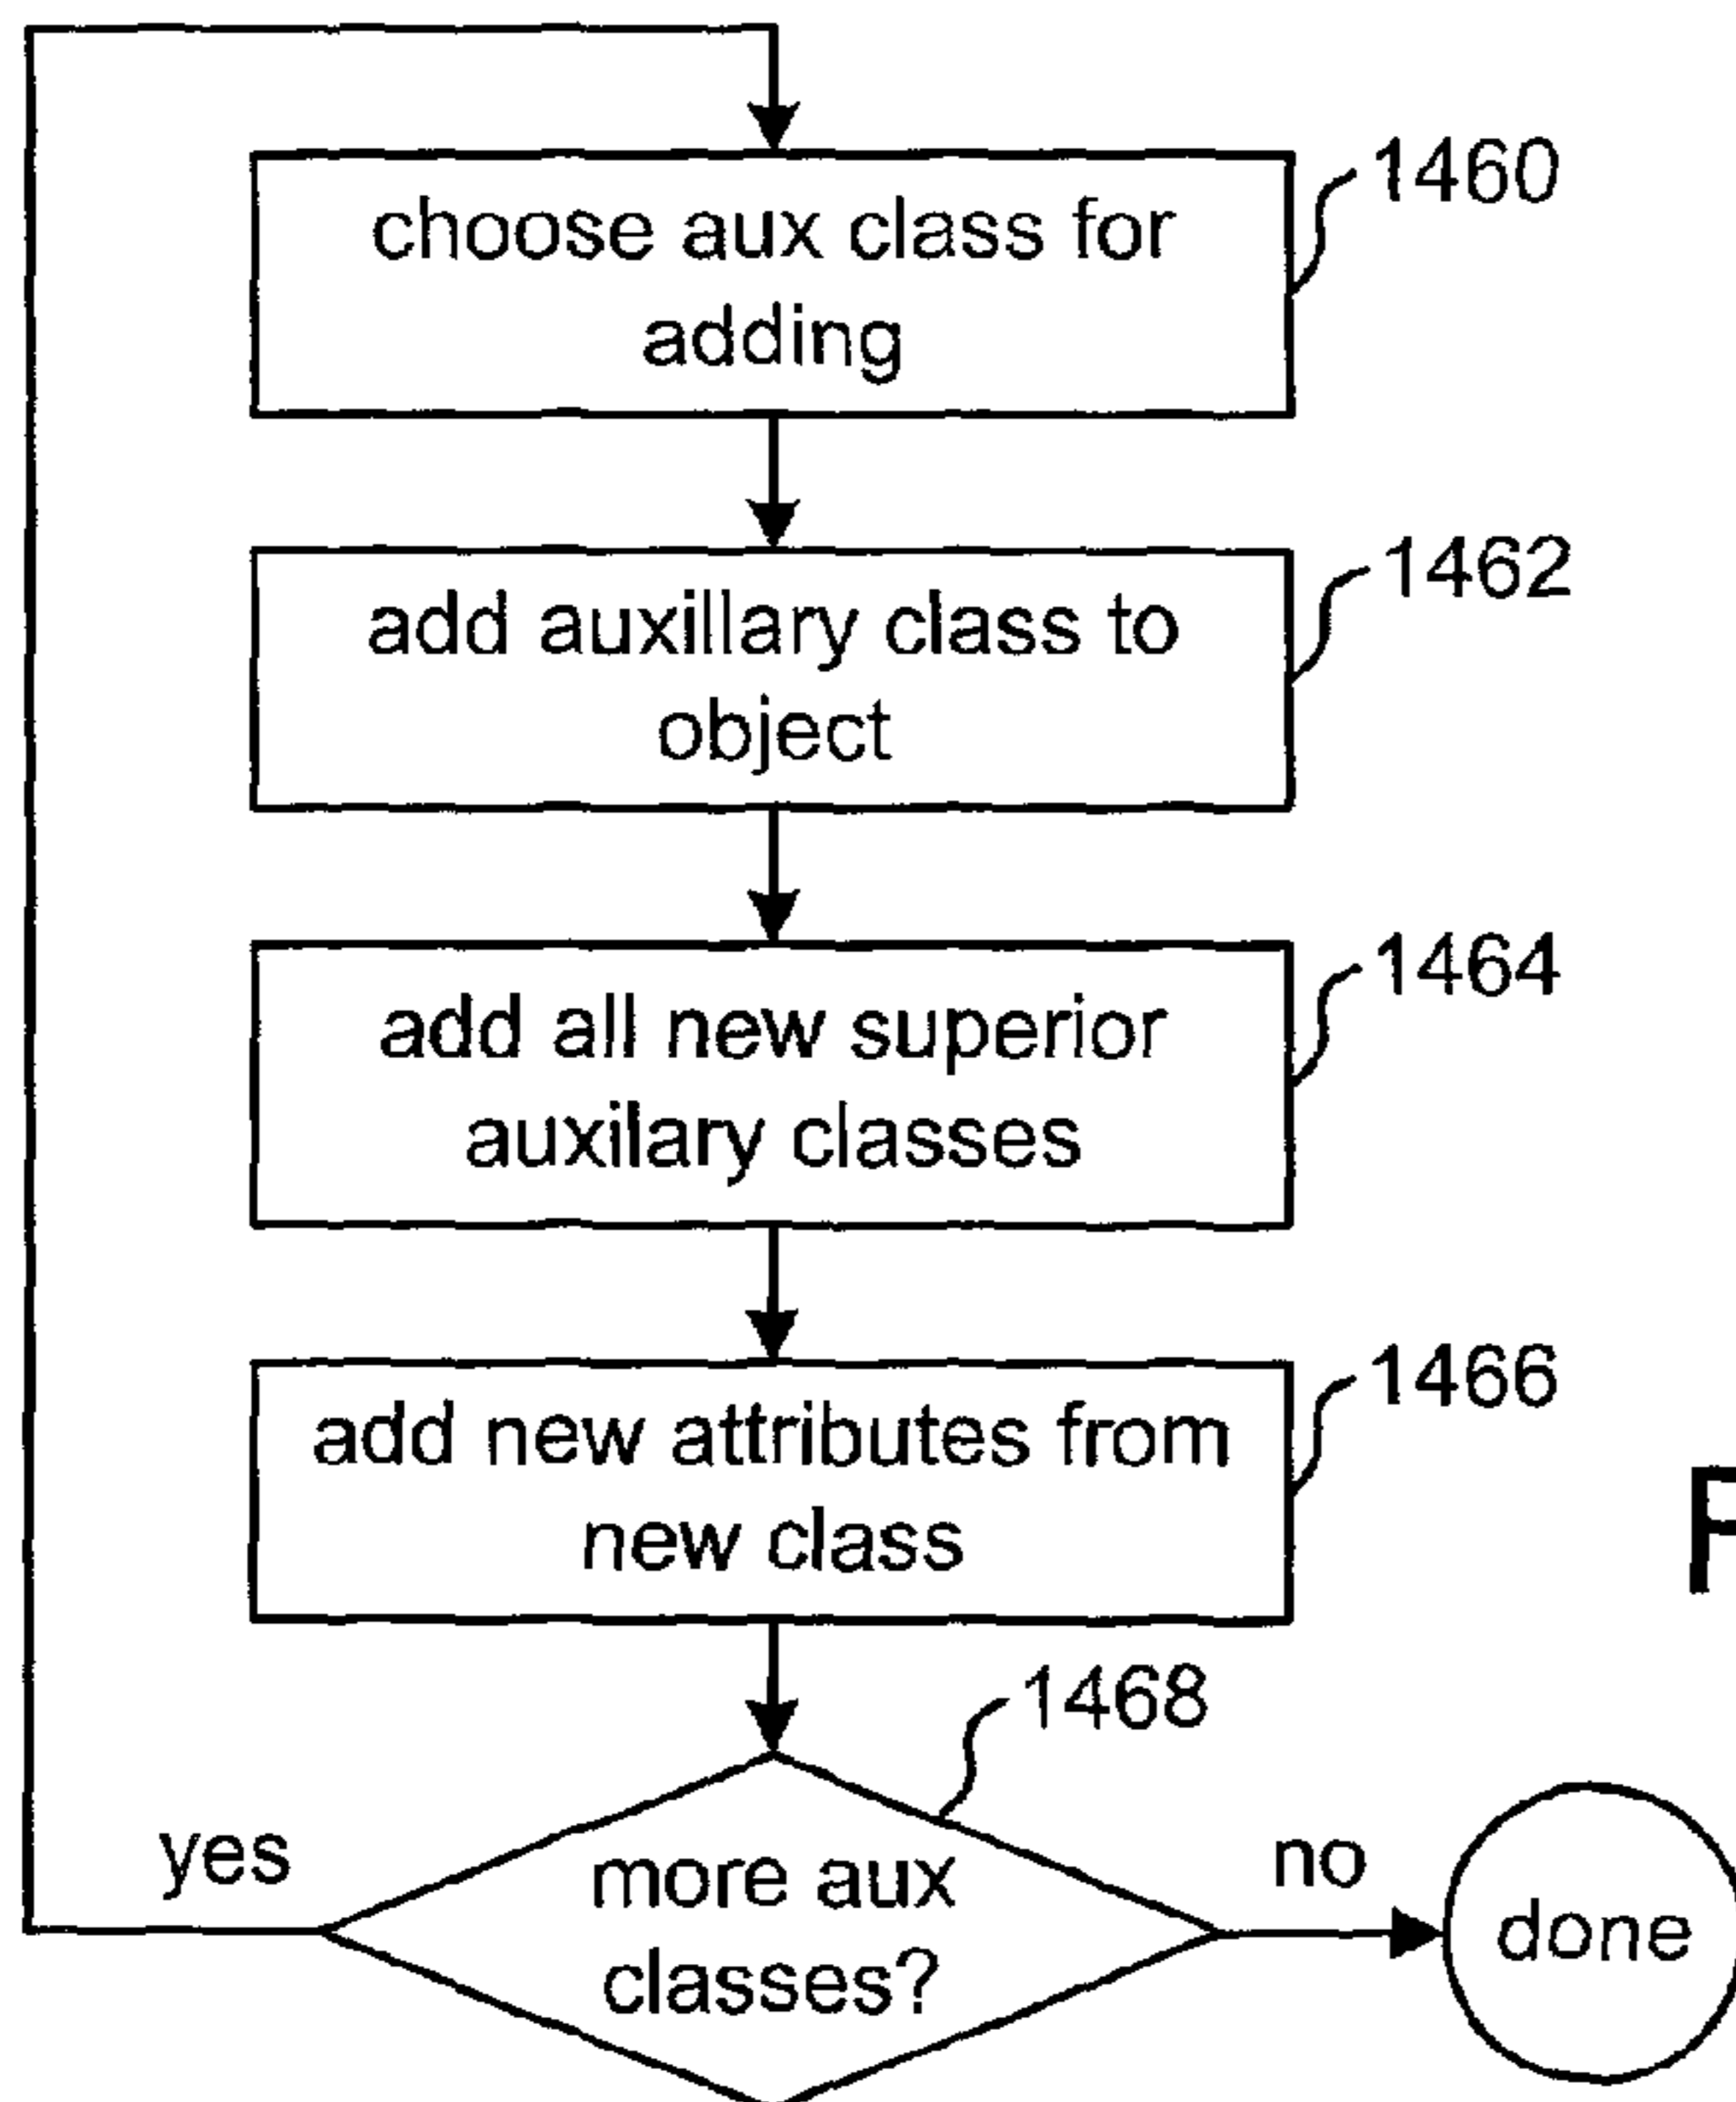 choose aux class for
adding
1460
add auxillary class to
object
1462
add all new superior
auxilary classes
1464
add new attributes from
new class
1466
1468
more aux
classes?
yes
no
done